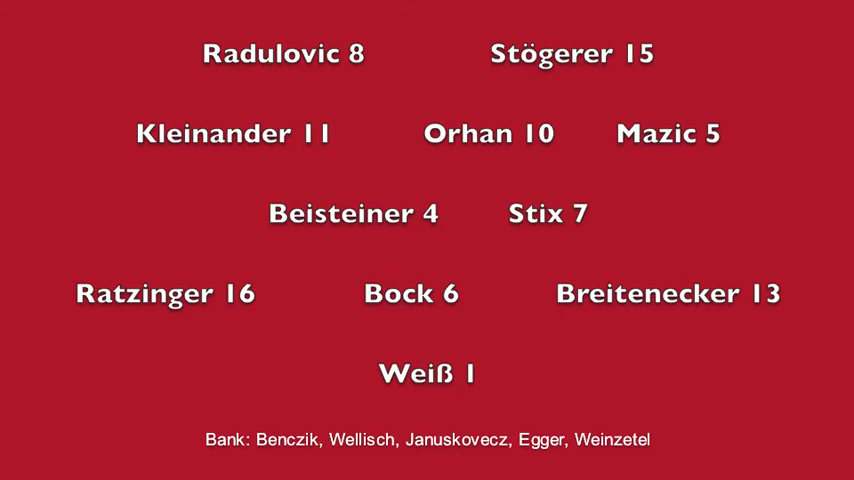 Radulovic 8 Stögerer 15
Kleinander 11 Orhan 10 Mazic 5
Beisteiner 4 Stix 7
Ratzinger 16 Bock 6 Breitenecker 13
Weiß 1
Bank: Benczik, Wellisch, Januskovecz, Egger, Weinzetel